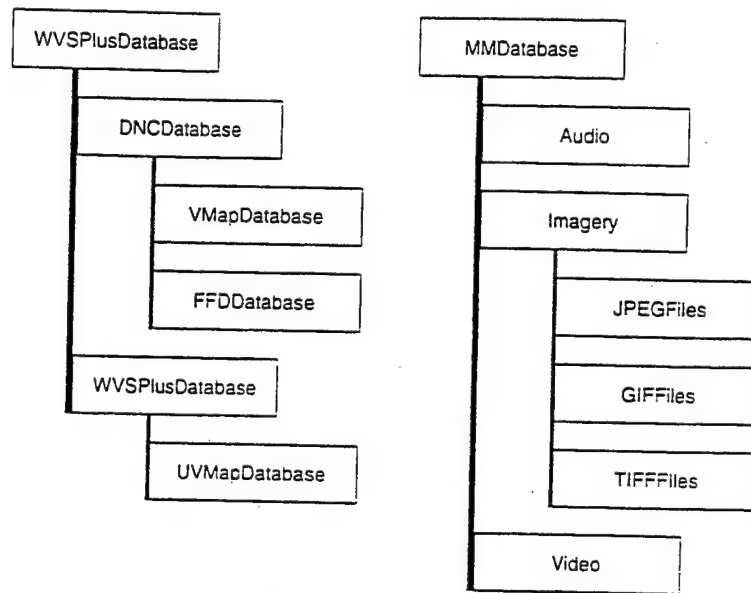 WVSPlusDatabase
DNCDatabase
VMapDatabase
FFDDatabase
WVSPlusDatabase
UVMapDatabase
MMDatabase
Audio
Imagery
JPEGFiles
GIFFiles
TIFFFiles
Video